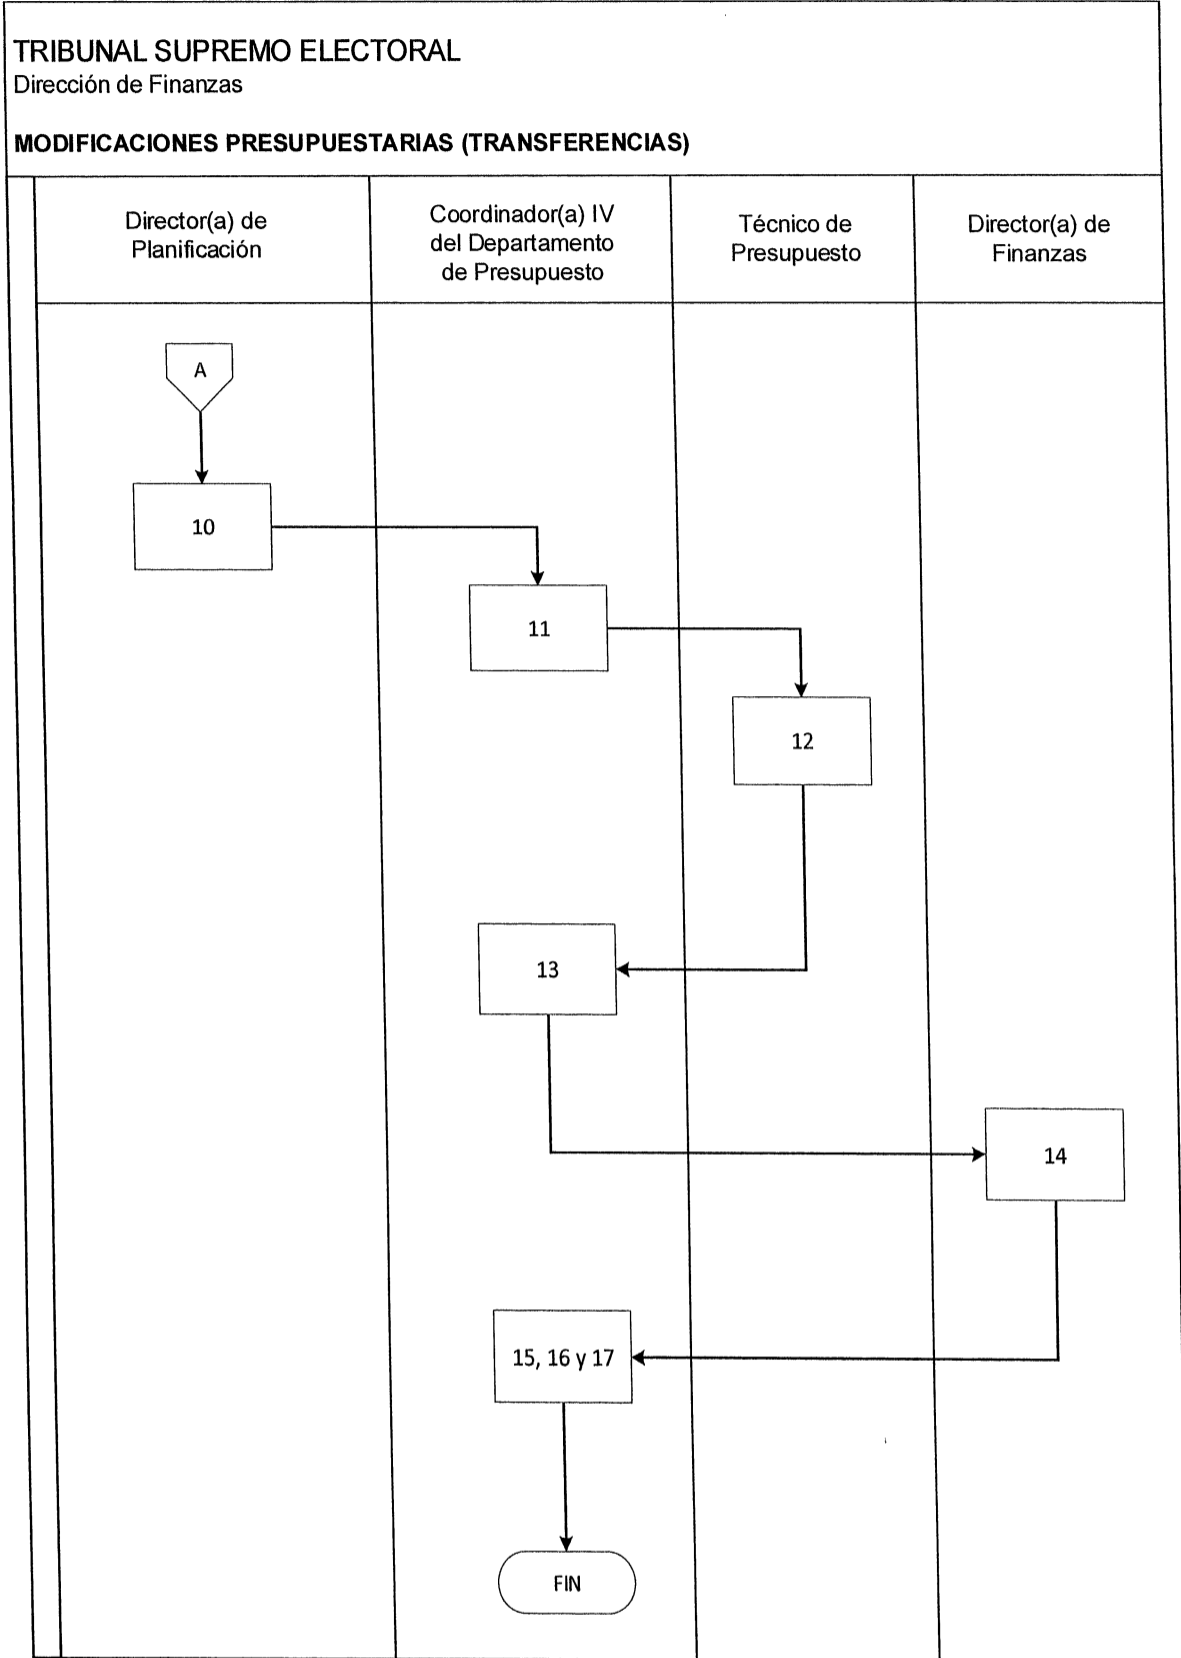 TRIBUNAL SUPREMO ELECTORAL
Dirección de Finanzas
MODIFICACIONES PRESUPUESTARIAS (TRANSFERENCIAS)
Director(a) de
Planificación
Coordinador(a) IV
del Departamento
de Presupuesto
Técnico de
Presupuesto
Director(a) de
Finanzas
A
10
11
12
13
14
15, 16 y 17
FIN